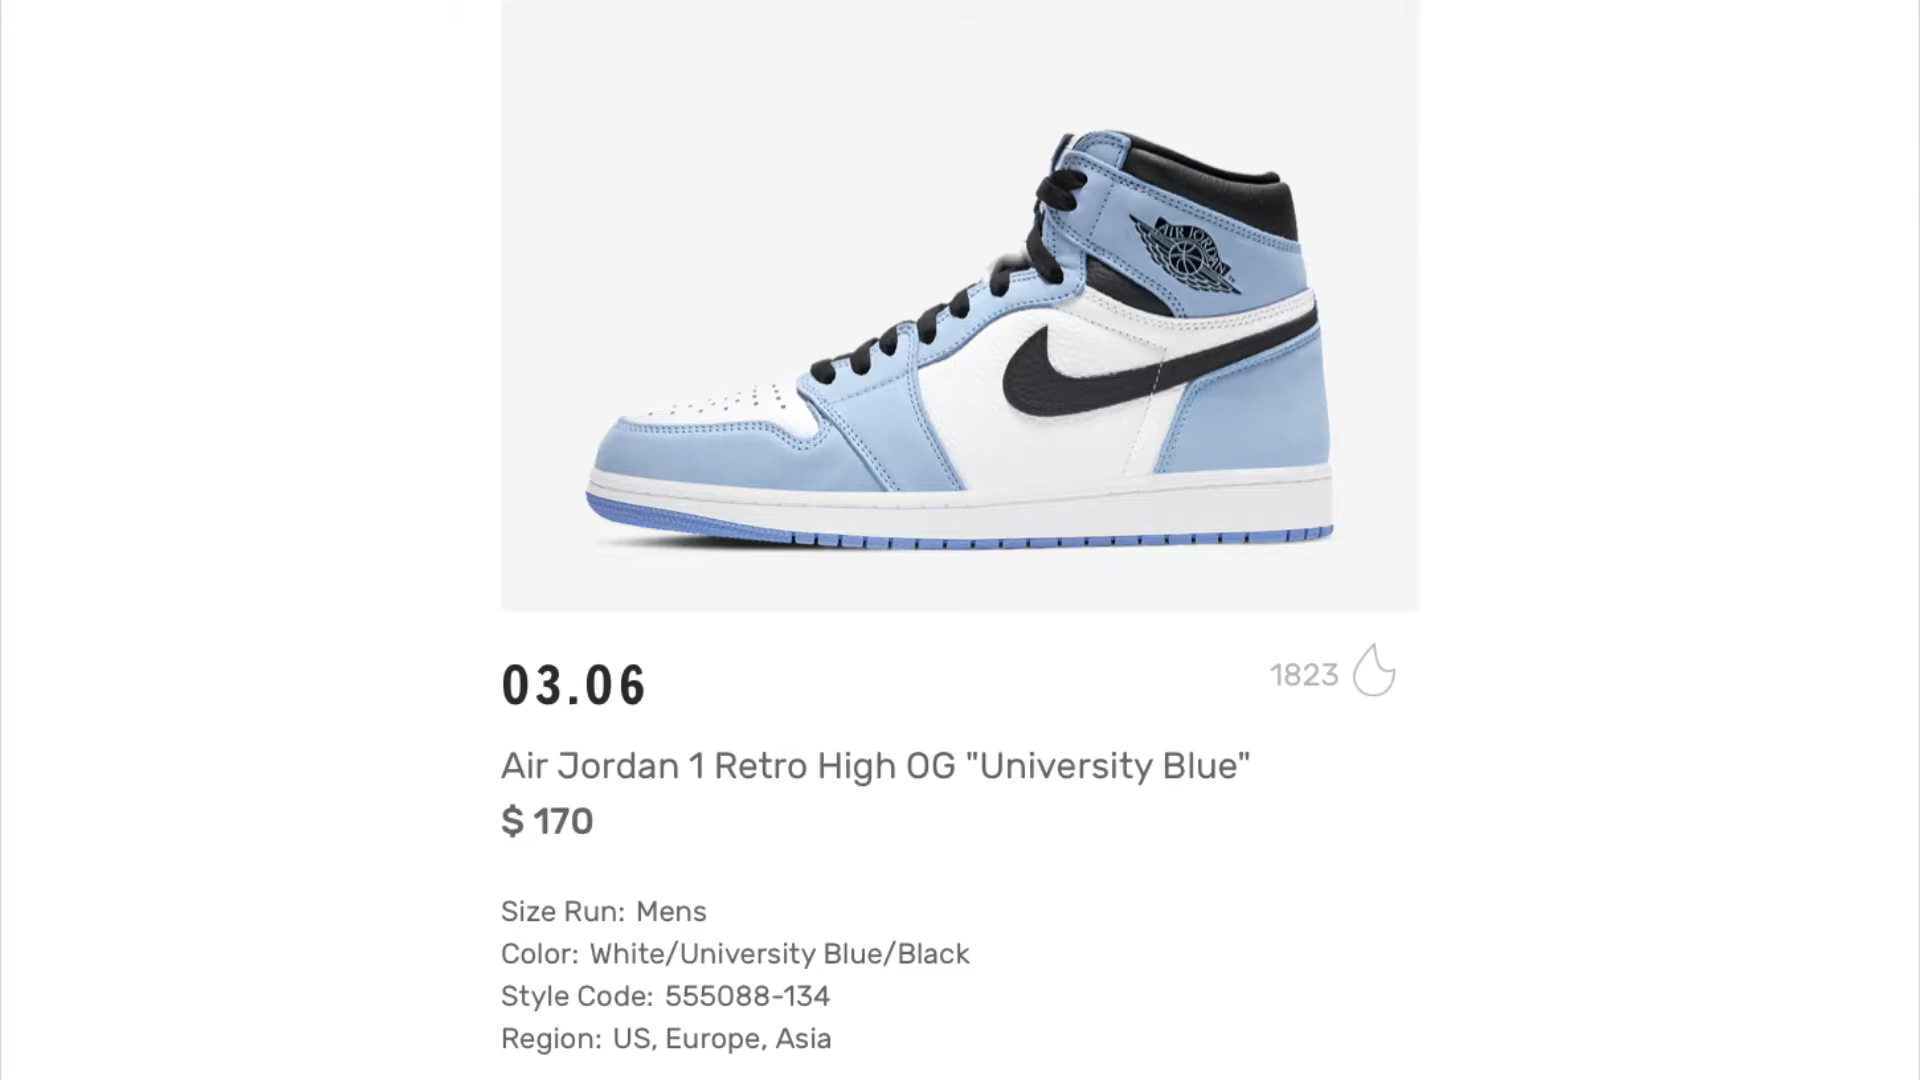 AIR JORDAN
03.06
1823
Air Jordan 1 Retro High OG "University Blue"
$ 170
Size Run: Mens
Color: White/University Blue/Black
Style Code: 555088-134
Region: US, Europe, Asia